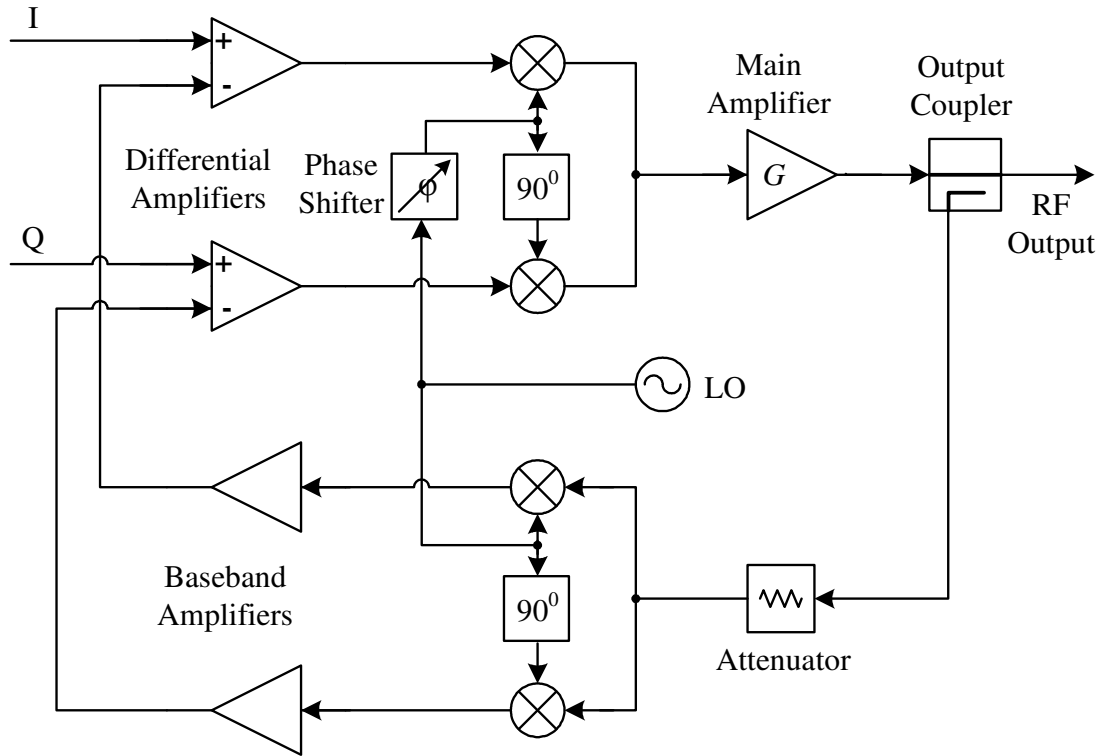 I
+
-
Main
Amplifier
Output
Coupler
Differential
Amplifiers
Phase
Shifter
φ
90⁰
G
RF
Output
Q
+
-
LO
Baseband
Amplifiers
90⁰
Attenuator